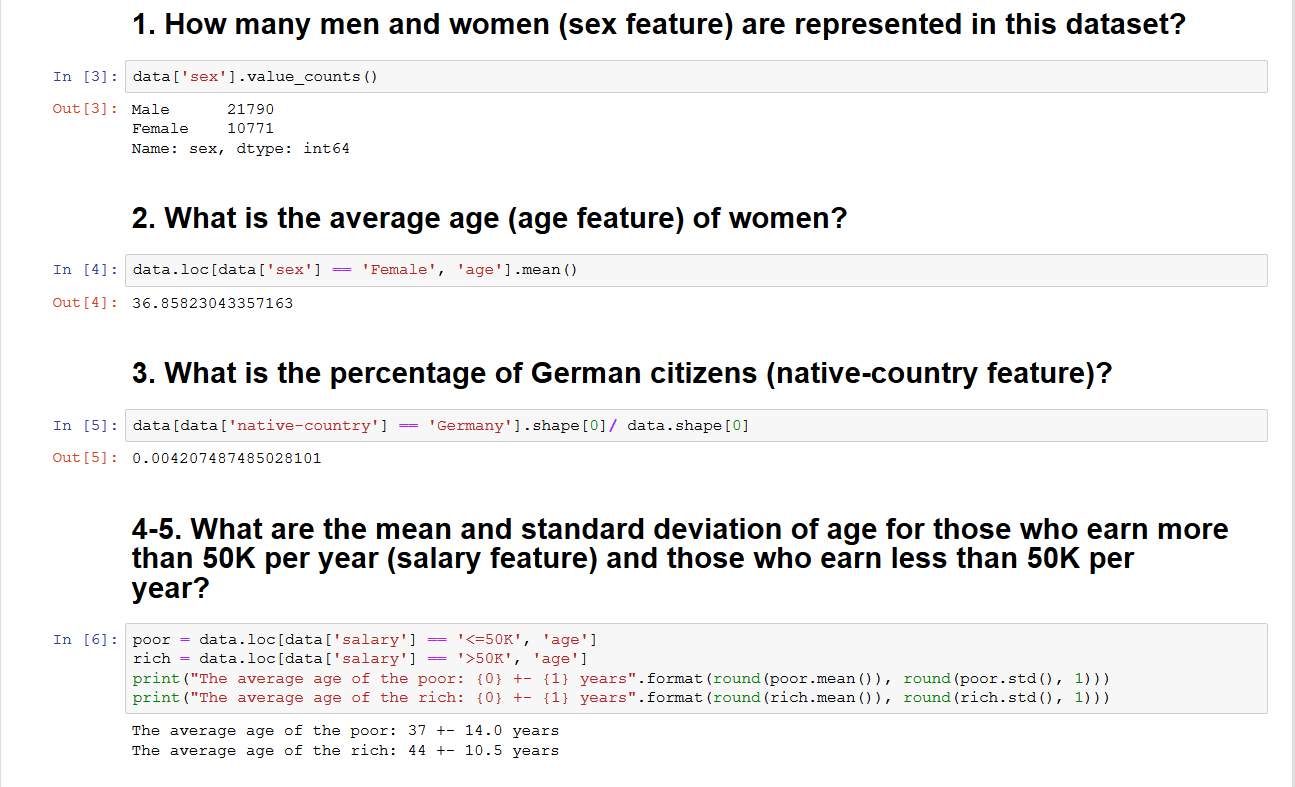 1. How many men and women (sex feature) are represented in this dataset?
In [3]: data['sex'].value_counts()
Out[3]: Male      21790
Female    10771
Name: sex, dtype: int64
2. What is the average age (age feature) of women?
In [4]: data.loc[data['sex'] == 'Female', 'age'].mean()
Out[4]: 36.85823043357163
3. What is the percentage of German citizens (native-country feature)?
In [5]: data[data['native-country'] == 'Germany'].shape[0]/ data.shape[0]
Out[5]: 0.004207487485028101
4-5. What are the mean and standard deviation of age for those who earn more
than 50K per year (salary feature) and those who earn less than 50K per
year?
In [6]: poor = data.loc[data['salary'] == '<=50K', 'age']
rich = data.loc[data['salary'] == '>50K', 'age']
print("The average age of the poor: {0} +- {1} years".format(round(poor.mean()), round(poor.std(), 1)))
print("The average age of the rich: {0} +- {1} years".format(round(rich.mean()), round(rich.std(), 1)))
The average age of the poor: 37 +- 14.0 years
The average age of the rich: 44 +- 10.5 years